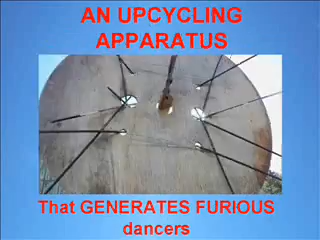 AN UPCYCLING
APPARATUS
That GENERATES FURIOUS
dancers